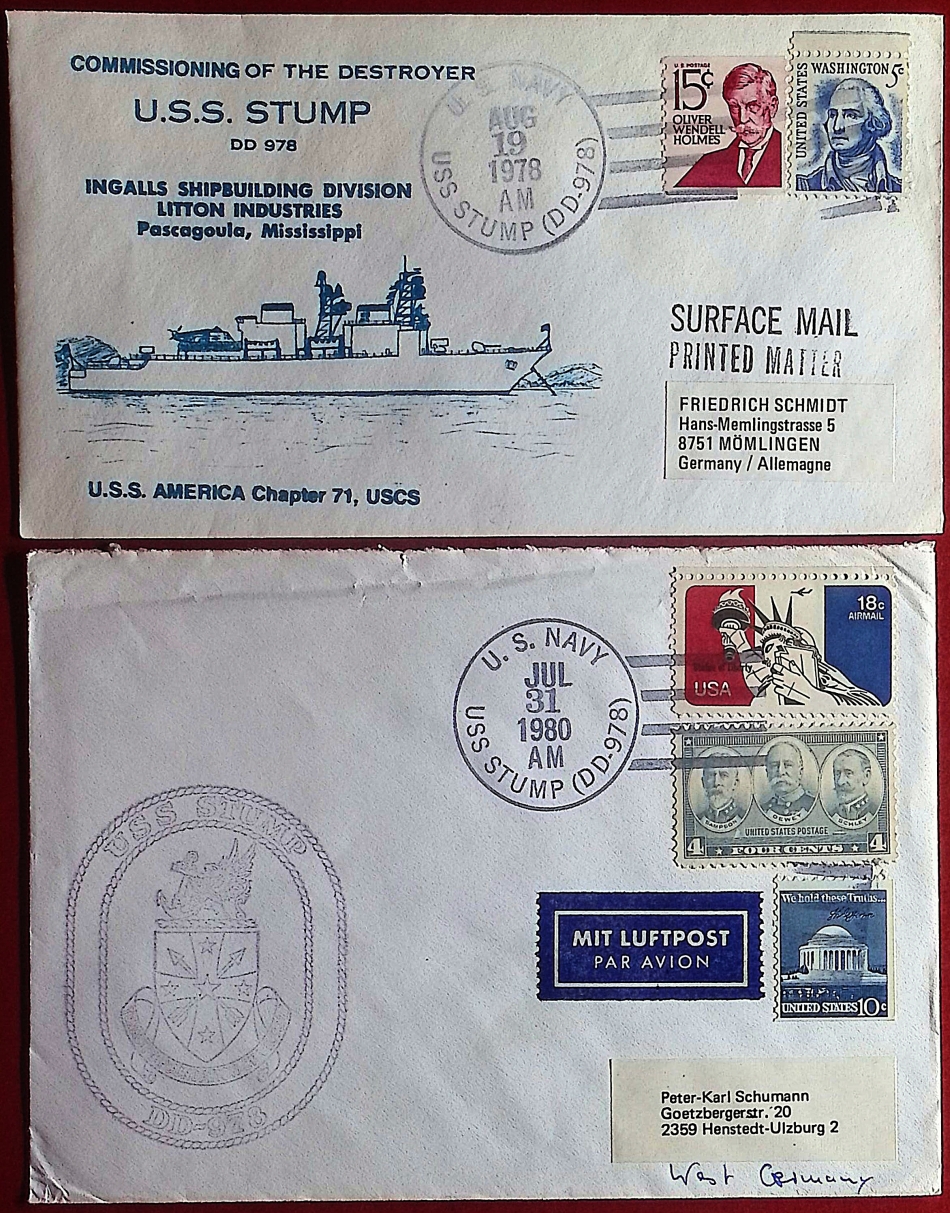 COMMISSIONING OF THE DESTROYER
U.S.S. STUMP
DD 978
INGALLS SHIPBUILDING DIVISION
LITTON INDUSTRIES
Pascagoula, Mississippi
U.S.S. AMERICA Chapter 71, USCS
U. S. NAVY
AUG
19
1978
AM
USS STUMP (DD-978)
U.S. POSTAGE
15c
OLIVER
WENDELL
HOLMES
UNITED STATES
WASHINGTON 5c
SURFACE MAIL
PRINTED MATTER
FRIEDRICH SCHMIDT
Hans-Memlingstrasse 5
8751 MÖMLINGEN
Germany / Allemagne
U. S. NAVY
JUL
31
1980
AM
USS STUMP (DD-978)
18c
AIRMAIL
USA
SAMPSON
DEWEY
SCHLEY
UNITED STATES POSTAGE
4 FOUR CENTS 4
USS STUMP
DD-978
MIT LUFTPOST
PAR AVION
We hold these Truths...
UNITED STATES 10c
Peter-Karl Schumann
Goetzbergerstr. 20
2359 Henstedt-Ulzburg 2
West Germany